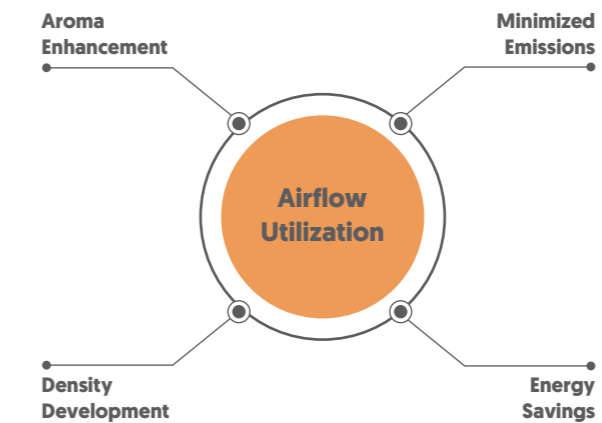 Aroma
Enhancement
Minimized
Emissions
Airflow
Utilization
Density
Development
Energy
Savings